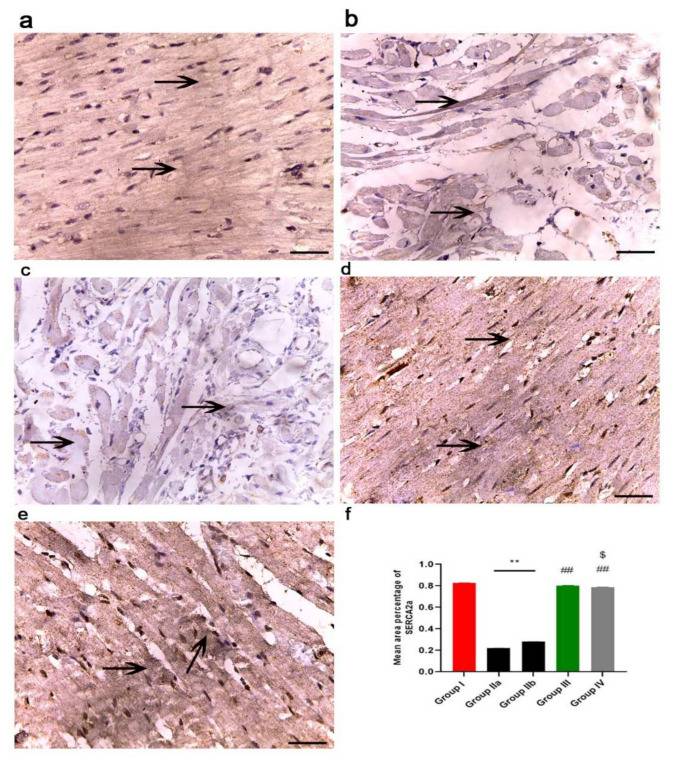 a
b
c
d
e
f
Mean area percentage of
SERCA2a
1.0
0.8
0.6
0.4
0.2
0.0
**
##
$
##
Group I
Group IIa
Group IIb
Group III
Group IV